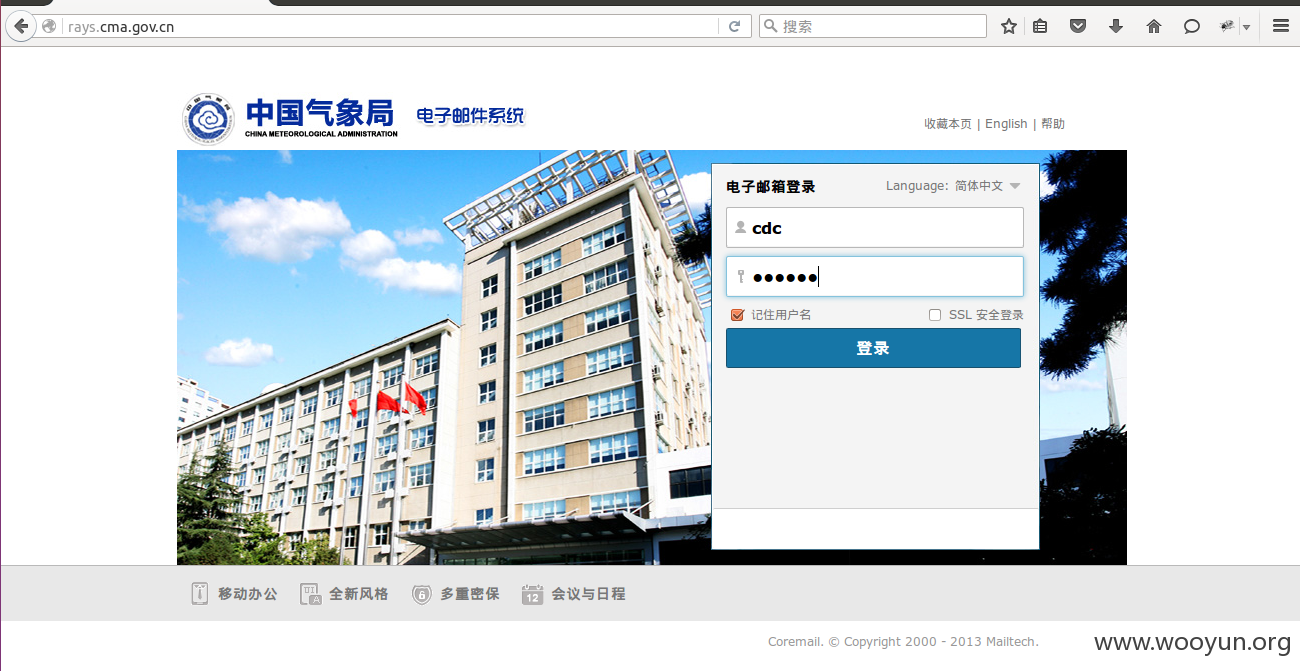 rays.cma.gov.cn
搜索
中国气象局 电子邮件系统
CHINA METEOROLOGICAL ADMINISTRATION
收藏本页 | English | 帮助
电子邮箱登录 Language: 简体中文
cdc
●●●●●●
记住用户名 SSL 安全登录
登录
移动办公 全新风格 多重密保 12 会议与日程
Coremail. © Copyright 2000 - 2013 Mailtech.
www.wooyun.org